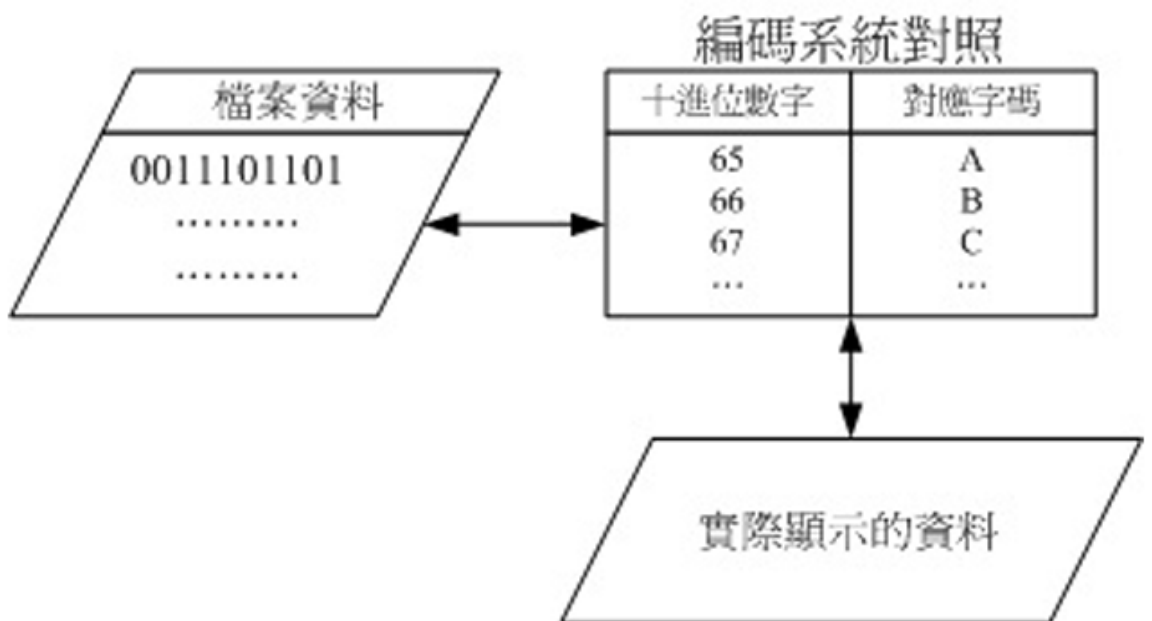 編碼系統對照
檔案資料
0011101101
.........
.........
十進位數字 對應字碼
65 A
66 B
67 C
... ...
實際顯示的資料